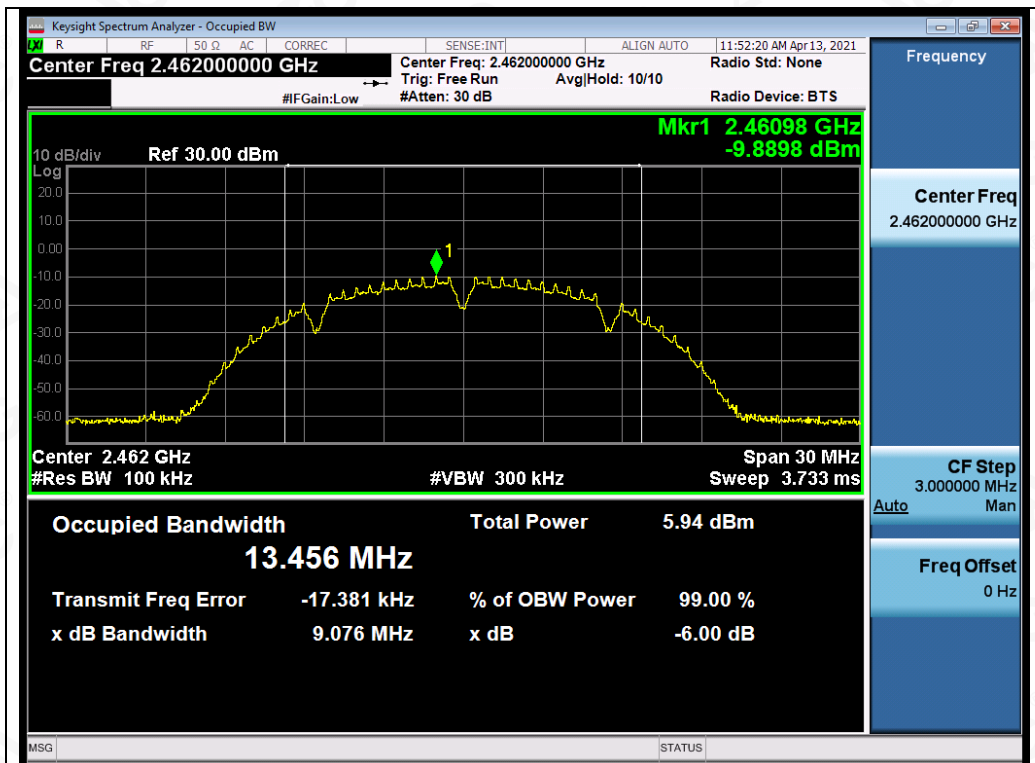 Keysight Spectrum Analyzer - Occupied BW
LXI R RF 50 Ω AC CORREC SENSE:INT ALIGN AUTO 11:52:20 AM Apr 13, 2021
Center Freq 2.462000000 GHz
Center Freq: 2.462000000 GHz
Radio Std: None
Trig: Free Run Avg|Hold: 10/10
#IFGain:Low
#Atten: 30 dB
Radio Device: BTS
Frequency
Mkr1 2.46098 GHz
-9.8898 dBm
10 dB/div Ref 30.00 dBm
Log
20.0
10.0
0.00
-10.0
-20.0
-30.0
-40.0
-50.0
-60.0
1
Center 2.462 GHz Span 30 MHz
#Res BW 100 kHz #VBW 300 kHz Sweep 3.733 ms
Occupied Bandwidth Total Power 5.94 dBm
13.456 MHz
Transmit Freq Error -17.381 kHz % of OBW Power 99.00 %
x dB Bandwidth 9.076 MHz x dB -6.00 dB
Center Freq
2.462000000 GHz
CF Step
3.000000 MHz
Auto Man
Freq Offset
0 Hz
MSG STATUS